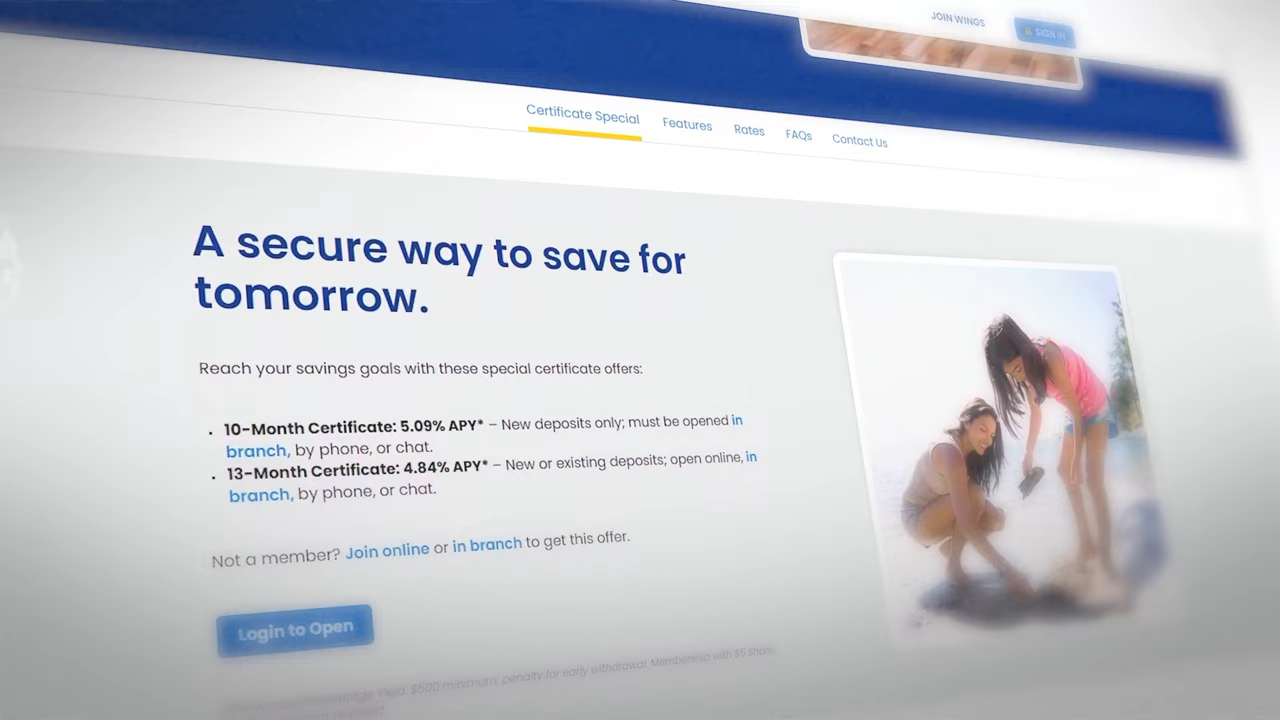 JOIN WINGS
SIGN IN
Certificate Special
Features
Rates
FAQs
Contact Us
A secure way to save for
tomorrow.
Reach your savings goals with these special certificate offers:
• 10-Month Certificate: 5.09% APY* – New deposits only; must be opened in
branch, by phone, or chat.
• 13-Month Certificate: 4.84% APY* – New or existing deposits; open online, in
branch, by phone, or chat.
Not a member? Join online or in branch to get this offer.
Login to Open
$500 minimum; penalty for early withdrawal. Membership with $5 Share